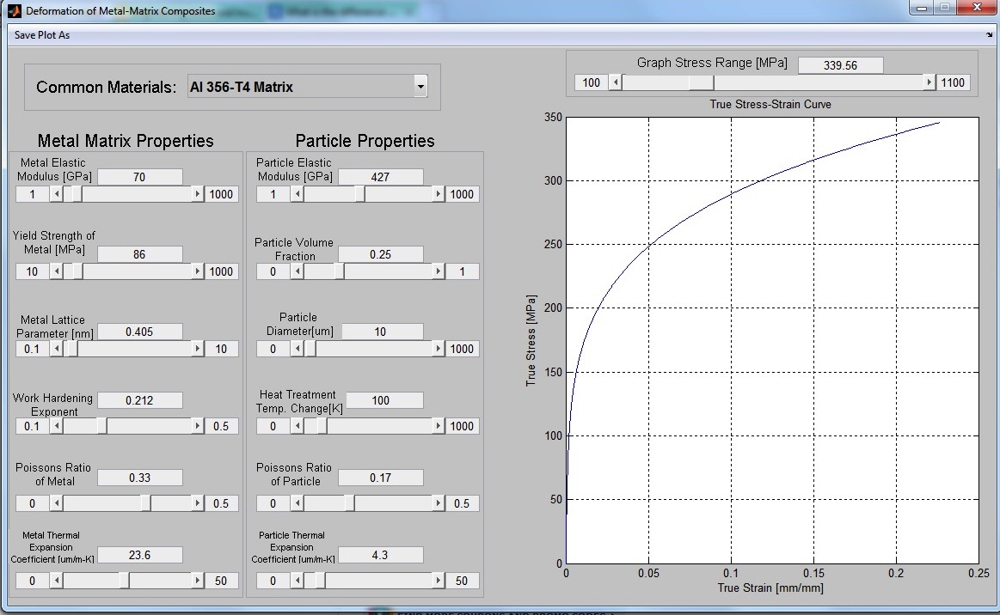 Deformation of Metal-Matrix Composites
Save Plot As
Common Materials:
Al 356-T4 Matrix
Metal Matrix Properties
Metal Elastic
Modulus [GPa]
70
1
1000
Yield Strength of
Metal [MPa]
86
10
1000
Metal Lattice
Parameter [nm]
0.405
0.1
10
Work Hardening
Exponent
0.212
0.1
0.5
Poissons Ratio
of Metal
0.33
0
0.5
Metal Thermal
Expansion
Coefficient [um/m-K]
23.6
0
50
Particle Properties
Particle Elastic
Modulus [GPa]
427
1
1000
Particle Volume
Fraction
0.25
0
1
Particle
Diameter[um]
10
0
1000
Heat Treatment
Temp. Change[K]
100
0
1000
Poissons Ratio
of Particle
0.17
0
0.5
Particle Thermal
Expansion
Coefficient [um/m-K]
4.3
0
50
Graph Stress Range [MPa]
339.56
100
1100
True Stress-Strain Curve
True Stress [MPa]
350
300
250
200
150
100
50
0
0
0.05
0.1
0.15
0.2
0.25
True Strain [mm/mm]